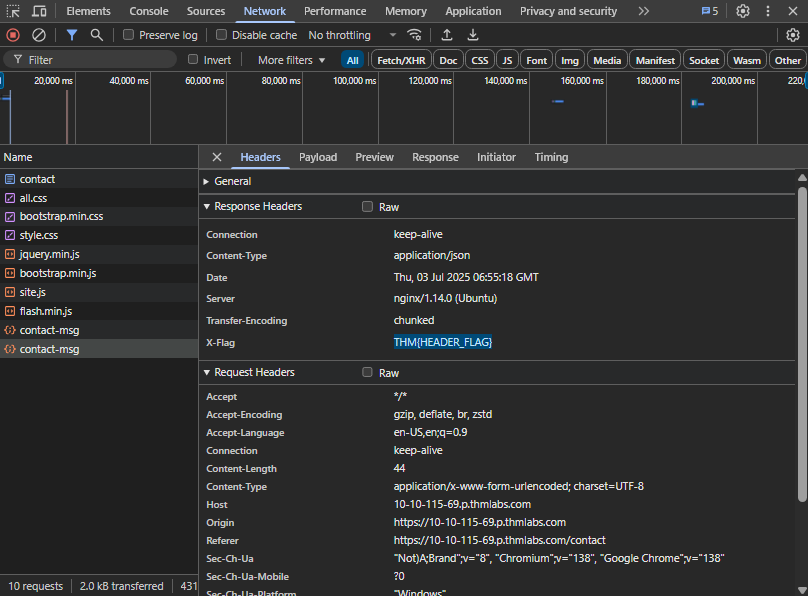 Elements Console Sources Network Performance Memory Application Privacy and security 5
Preserve log Disable cache No throttling
Filter Invert More filters All Fetch/XHR Doc CSS JS Font Img Media Manifest Socket Wasm Other
20,000 ms 40,000 ms 60,000 ms 80,000 ms 100,000 ms 120,000 ms 140,000 ms 160,000 ms 180,000 ms 200,000 ms 220,0
Name
contact
all.css
bootstrap.min.css
style.css
jquery.min.js
bootstrap.min.js
site.js
flash.min.js
contact-msg
contact-msg
10 requests 2.0 kB transferred 431
Headers Payload Preview Response Initiator Timing
General
Response Headers Raw
Connection keep-alive
Content-Type application/json
Date Thu, 03 Jul 2025 06:55:18 GMT
Server nginx/1.14.0 (Ubuntu)
Transfer-Encoding chunked
X-Flag THM{HEADER_FLAG}
Request Headers Raw
Accept */*
Accept-Encoding gzip, deflate, br, zstd
Accept-Language en-US,en;q=0.9
Connection keep-alive
Content-Length 44
Content-Type application/x-www-form-urlencoded; charset=UTF-8
Host 10-10-115-69.p.thmlabs.com
Origin https://10-10-115-69.p.thmlabs.com
Referer https://10-10-115-69.p.thmlabs.com/contact
Sec-Ch-Ua "Not)A;Brand";v="8", "Chromium";v="138", "Google Chrome";v="138"
Sec-Ch-Ua-Mobile ?0
Sec-Ch-Ua-Platform "Windows"